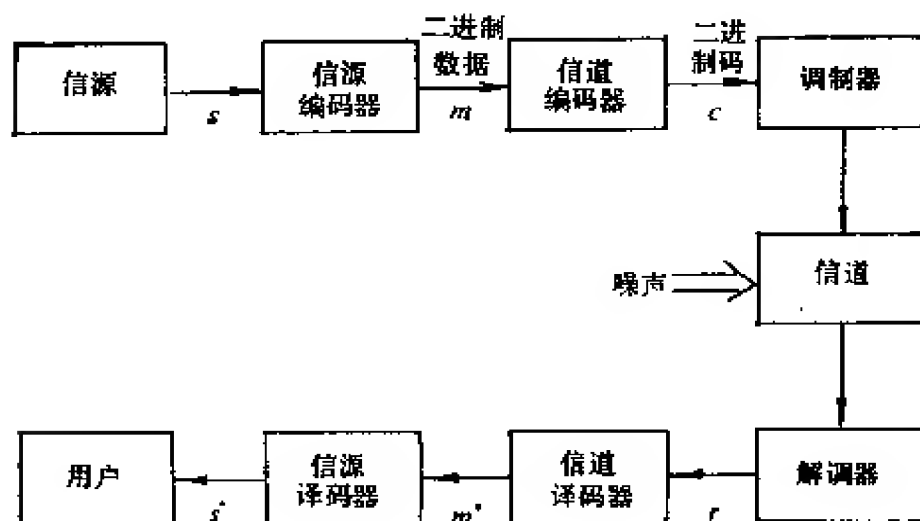 信源
s
信源
编码器
二进制
数据
m
信道
编码器
二进
制码
c
调制器
噪声
信道
解调器
r
信道
译码器
m*
信源
译码器
s*
用户